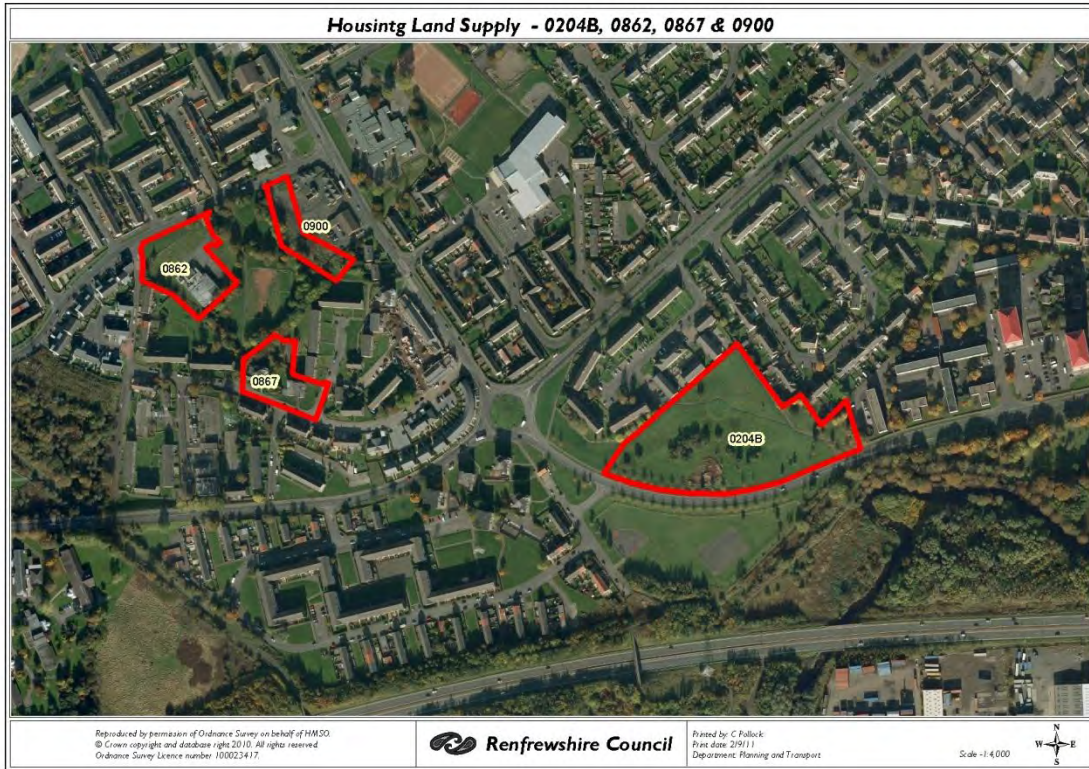 Housintg Land Supply - 0204B, 0862, 0867 & 0900
0900
0862
0867
0204B
Reproduced by permission of Ordnance Survey on behalf of HMSO.
© Crown copyright and database right 2010. All rights reserved
Ordnance Survey Licence number 100023417.
Renfrewshire Council
Printed by: C Pollock
Print date: 2/9/11
Department: Planning and Transport
Scale -1:4,000
N
W E
S